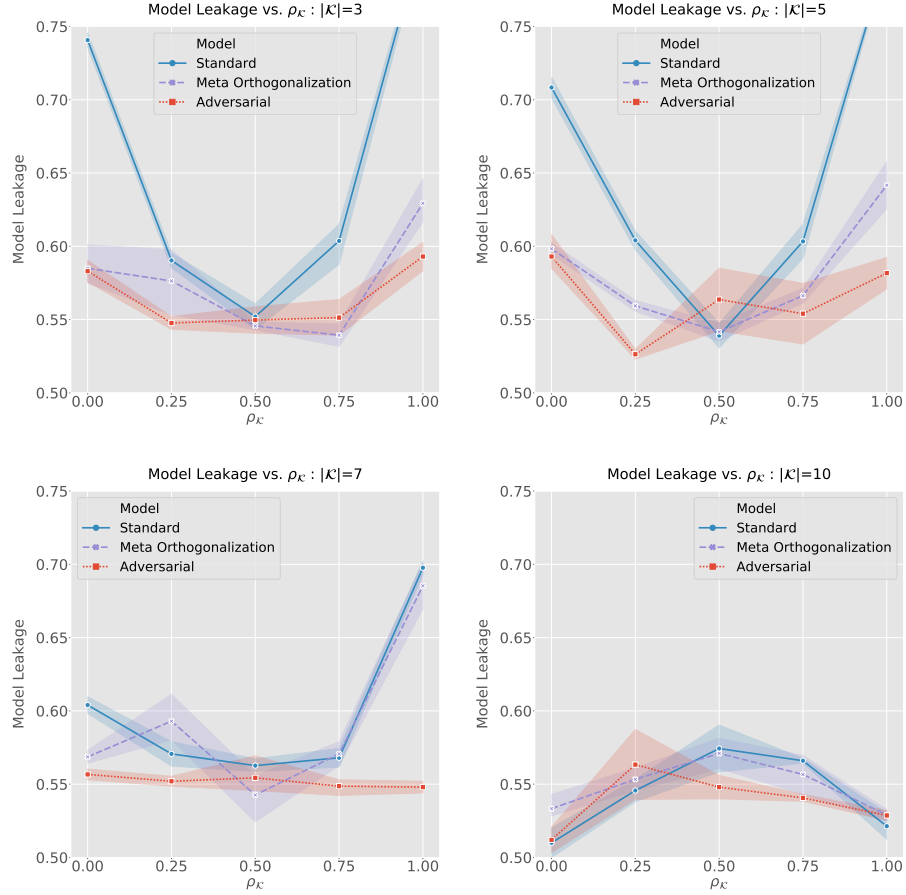 Model Leakage vs. ρ𝒦 : |𝒦|=3
0.75
0.70
0.65
0.60
0.55
0.50
Model Leakage
Model
Standard
Meta Orthogonalization
Adversarial
0.00 0.25 0.50 0.75 1.00
ρ𝒦
Model Leakage vs. ρ𝒦 : |𝒦|=5
0.75
0.70
0.65
0.60
0.55
0.50
Model Leakage
Model
Standard
Meta Orthogonalization
Adversarial
0.00 0.25 0.50 0.75 1.00
ρ𝒦
Model Leakage vs. ρ𝒦 : |𝒦|=7
0.75
0.70
0.65
0.60
0.55
0.50
Model Leakage
Model
Standard
Meta Orthogonalization
Adversarial
0.00 0.25 0.50 0.75 1.00
ρ𝒦
Model Leakage vs. ρ𝒦 : |𝒦|=10
0.75
0.70
0.65
0.60
0.55
0.50
Model Leakage
Model
Standard
Meta Orthogonalization
Adversarial
0.00 0.25 0.50 0.75 1.00
ρ𝒦